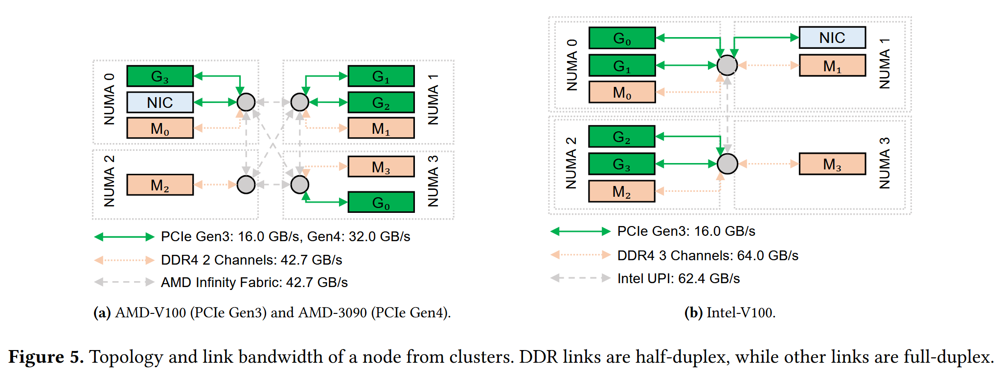 NUMA 0
G₃
NIC
M₀
NUMA 1
G₁
G₂
M₁
NUMA 2
M₂
NUMA 3
M₃
G₀
PCIe Gen3: 16.0 GB/s, Gen4: 32.0 GB/s
DDR4 2 Channels: 42.7 GB/s
AMD Infinity Fabric: 42.7 GB/s
(a) AMD-V100 (PCIe Gen3) and AMD-3090 (PCIe Gen4).
NUMA 0
G₀
G₁
M₀
NUMA 1
NIC
M₁
NUMA 2
G₂
G₃
M₂
NUMA 3
M₃
PCIe Gen3: 16.0 GB/s
DDR4 3 Channels: 64.0 GB/s
Intel UPI: 62.4 GB/s
(b) Intel-V100.
Figure 5. Topology and link bandwidth of a node from clusters. DDR links are half-duplex, while other links are full-duplex.